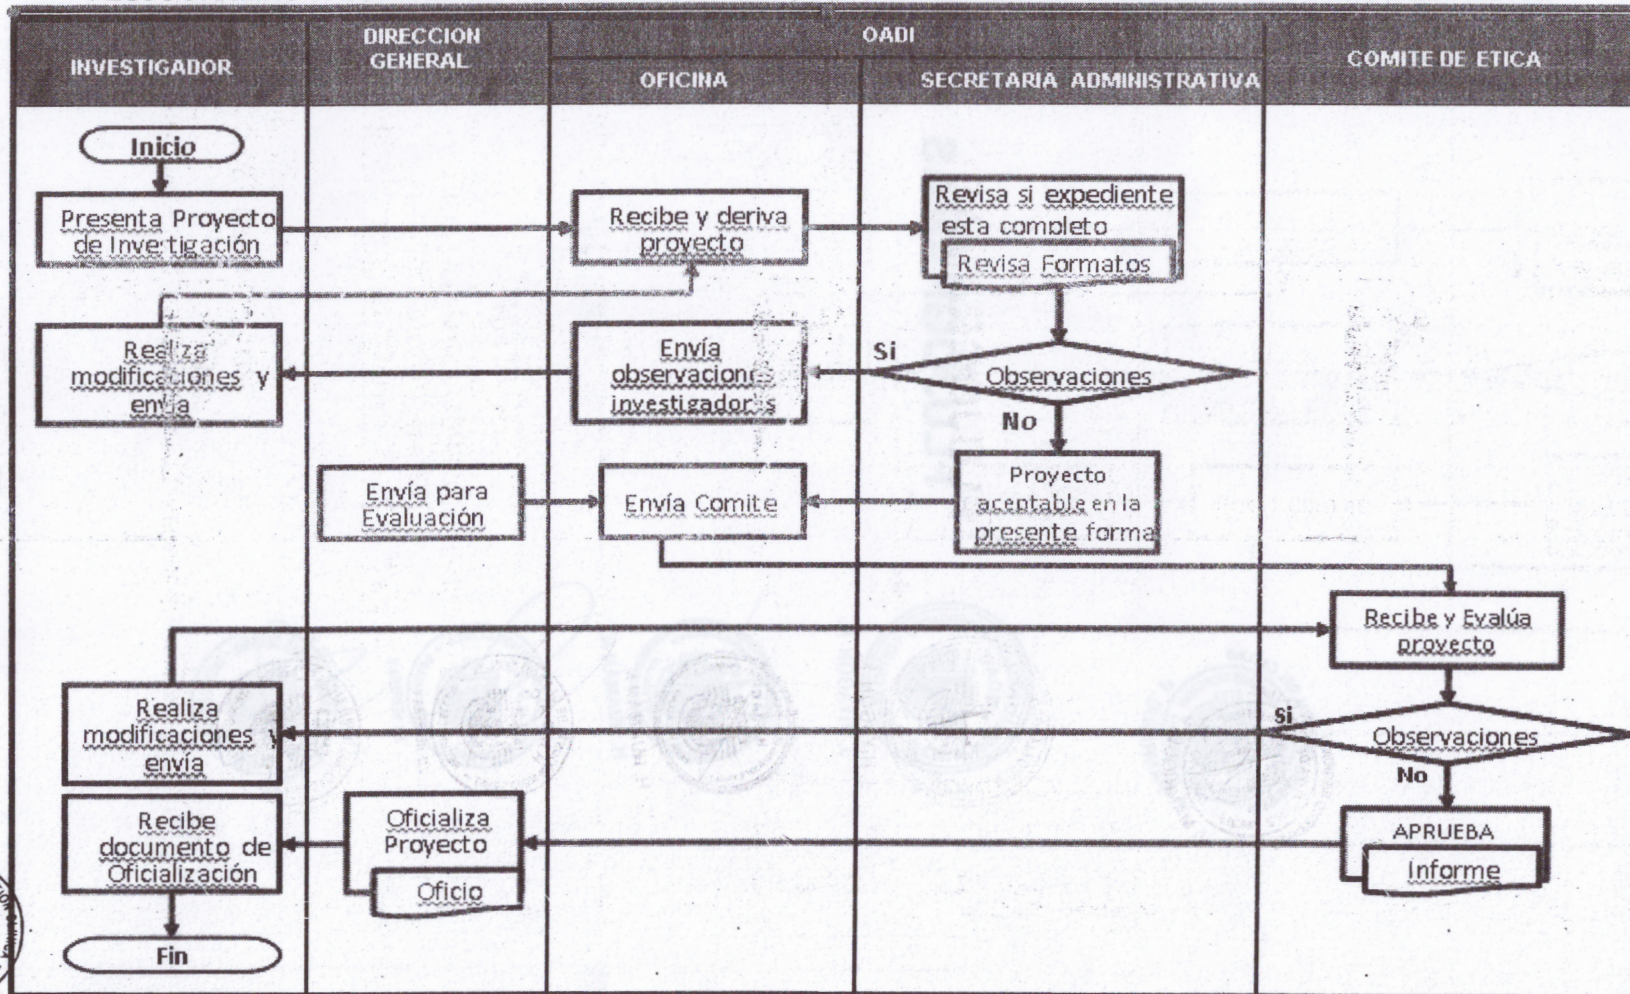 INVESTIGADOR
DIRECCION
GENERAL
OADI
OFICINA
SECRETARIA ADMINISTRATIVA
COMITE DE ETICA
Inicio
Presenta Proyecto
de Investigación
Recibe y deriva
proyecto
Revisa si expediente
esta completo
Revisa Formatos
Realiza
modificaciones y
envía
Envía
observaciones
investigadores
Si
Observaciones
No
Envía para
Evaluación
Envía Comite
Proyecto
aceptable en la
presente forma
Recibe y Evalúa
proyecto
Realiza
modificaciones y
envía
Si
Observaciones
No
Recibe
documento de
Oficialización
Oficializa
Proyecto
Oficio
APRUEBA
Informe
Fin